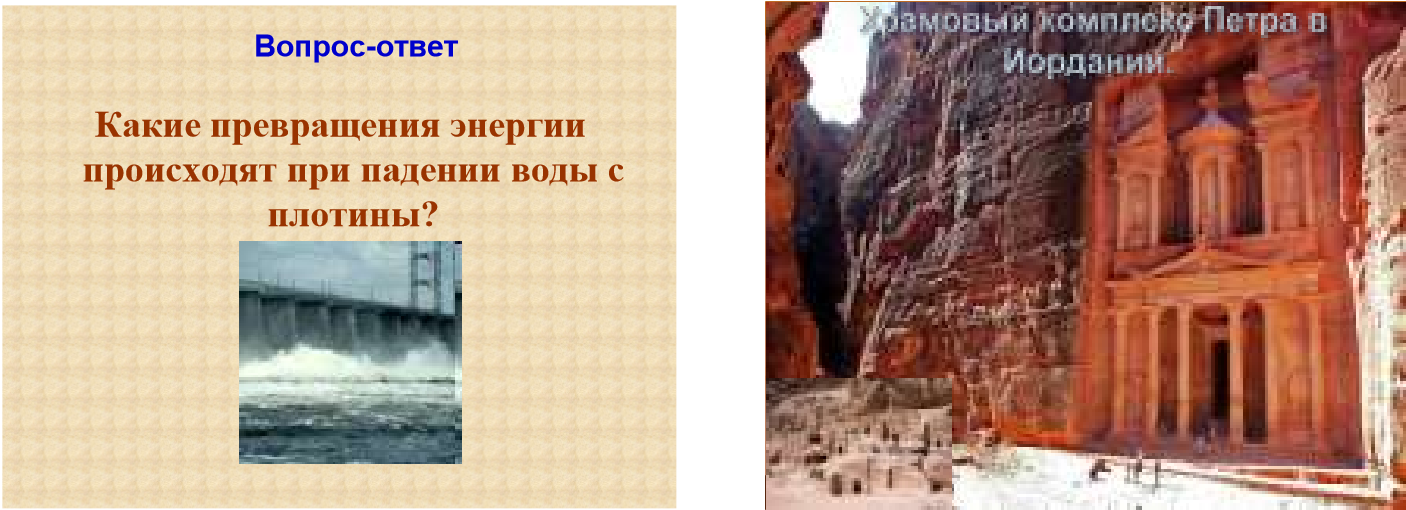 Вопрос-ответ
Какие превращения энергии
происходят при падении воды с
плотины?
Храмовый комплекс Петра в
Иордании.